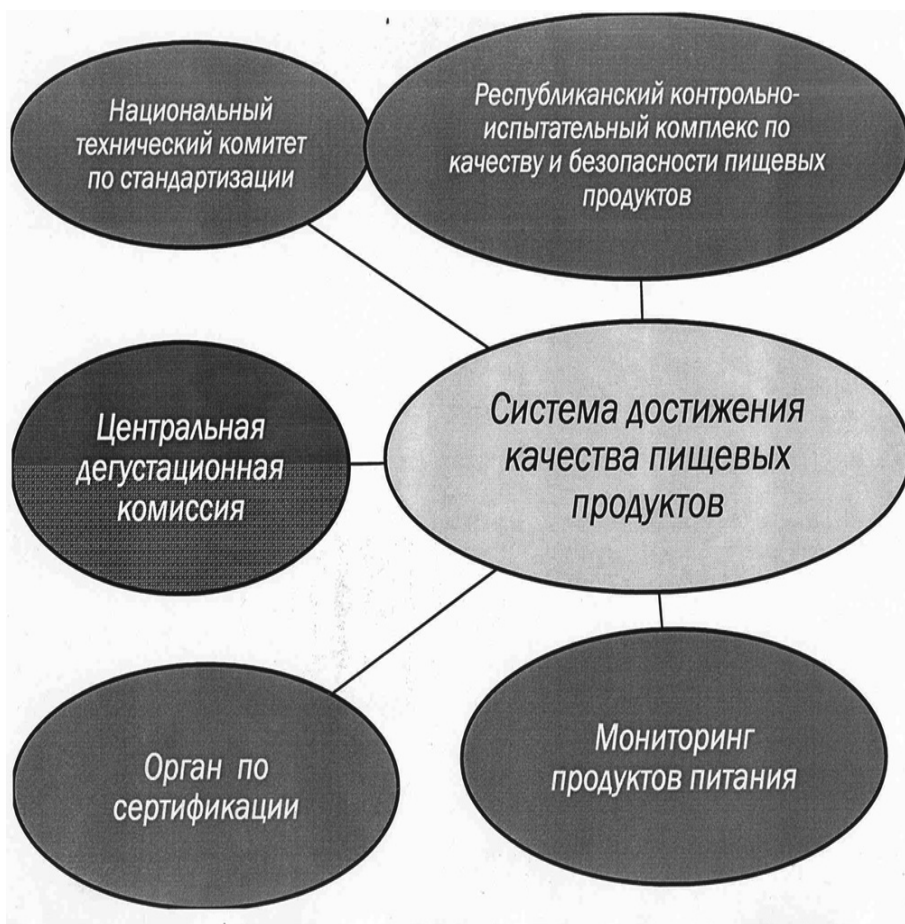 Национальный
технический комитет
по стандартизации
Республиканский контрольно-
испытательный комплекс по
качеству и безопасности пищевых
продуктов
Центральная
дегустационная
комиссия
Система достижения
качества пищевых
продуктов
Орган по
сертификации
Мониторинг
продуктов питания